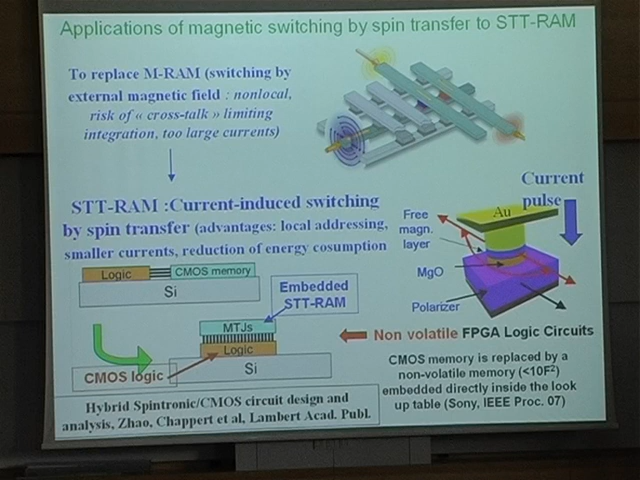 Applications of magnetic switching by spin transfer to STT-RAM
To replace M-RAM (switching by
external magnetic field : nonlocal,
risk of « cross-talk » limiting
integration, too large currents)
STT-RAM :Current-induced switching
by spin transfer (advantages: local addressing,
smaller currents, reduction of energy cosumption
Current
pulse
Au
Free
magn.
layer
MgO
Polarizer
Logic
CMOS memory
Si
Embedded
STT-RAM
MTJs
Logic
Si
CMOS logic
Non volatile FPGA Logic Circuits
CMOS memory is replaced by a
non-volatile memory (<10F²)
embedded directly inside the look
up table (Sony, IEEE Proc. 07)
Hybrid Spintronic/CMOS circuit design and
analysis, Zhao, Chappert et al, Lambert Acad. Publ.